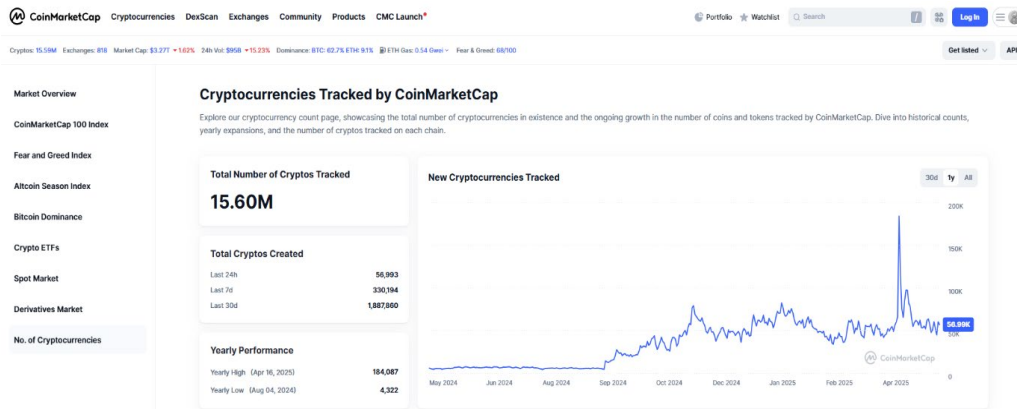 CoinMarketCap Cryptocurrencies DexScan Exchanges Community Products CMC Launch Portfolio Watchlist Search / Log In
Cryptos: 15.59M Exchanges: 818 Market Cap: $3.27T 1.62% 24h Vol: $95B 15.23% Dominance: BTC: 62.7% ETH: 9.1% ETH Gas: 0.54 Gwei Fear & Greed: 68/100 Get listed API
Market Overview
CoinMarketCap 100 Index
Fear and Greed Index
Altcoin Season Index
Bitcoin Dominance
Crypto ETFs
Spot Market
Derivatives Market
No. of Cryptocurrencies
Cryptocurrencies Tracked by CoinMarketCap
Explore our cryptocurrency count page, showcasing the total number of cryptocurrencies in existence and the ongoing growth in the number of coins and tokens tracked by CoinMarketCap. Dive into historical counts,
yearly expansions, and the number of cryptos tracked on each chain.
Total Number of Cryptos Tracked
15.60M
Total Cryptos Created
Last 24h 56,993
Last 7d 330,194
Last 30d 1,887,860
Yearly Performance
Yearly High (Apr 16, 2025) 184,087
Yearly Low (Aug 04, 2024) 4,322
New Cryptocurrencies Tracked 30d 1y All
200K
150K
100K
56.99K
50K
CoinMarketCap
0
May 2024 Jun 2024 Aug 2024 Sep 2024 Oct 2024 Dec 2024 Jan 2025 Feb 2025 Apr 2025